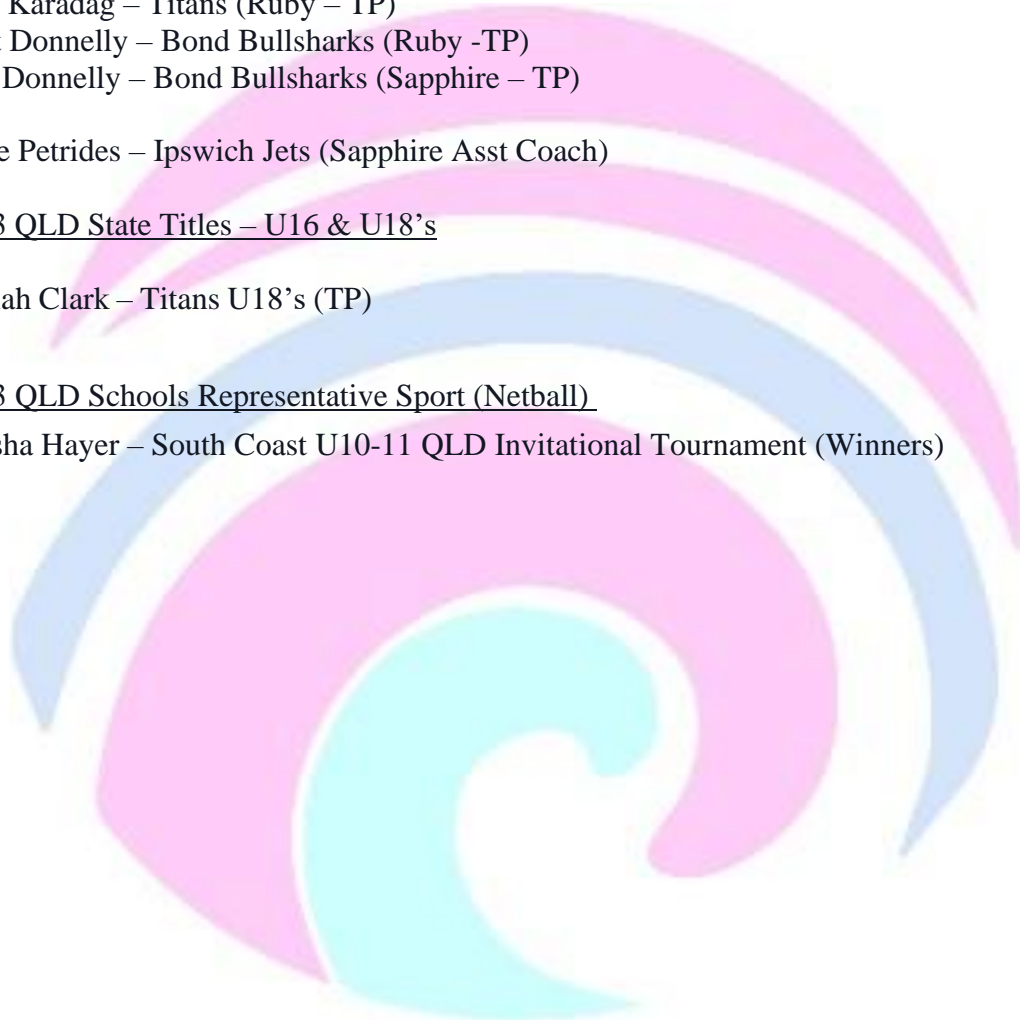 Karadag – Titans (Ruby – TP)
Donnelly – Bond Bullsharks (Ruby -TP)
Donnelly – Bond Bullsharks (Sapphire – TP)
Petrides – Ipswich Jets (Sapphire Asst Coach)
QLD State Titles – U16 & U18’s
Clark – Titans U18’s (TP)
QLD Schools Representative Sport (Netball)
Hayer – South Coast U10-11 QLD Invitational Tournament (Winners)